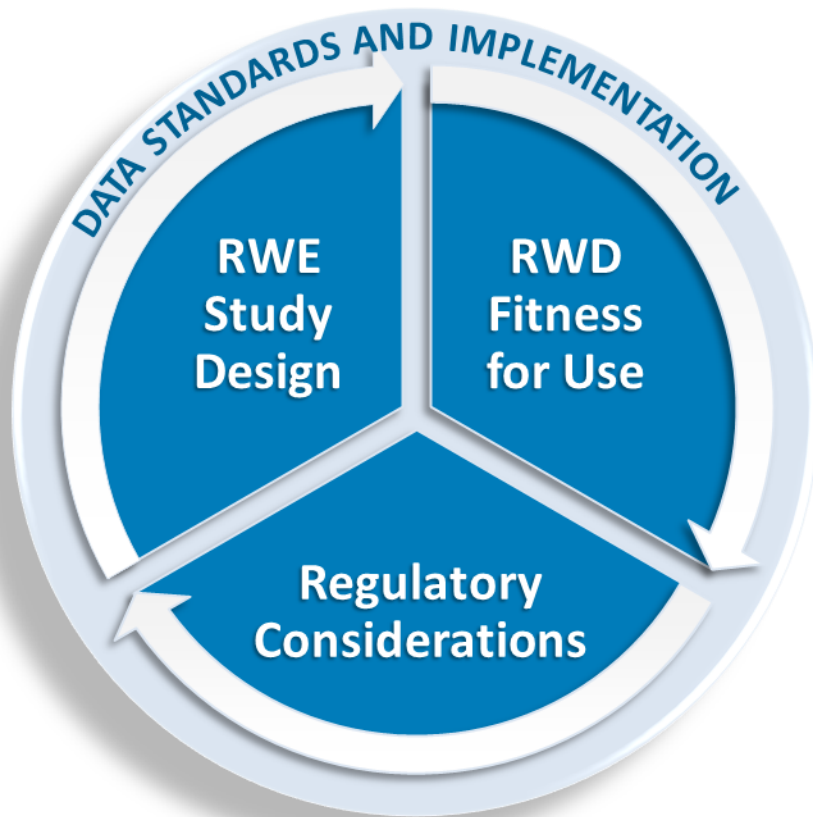 DATA STANDARDS AND IMPLEMENTATION
RWE
Study
Design
RWD
Fitness
for Use
Regulatory
Considerations